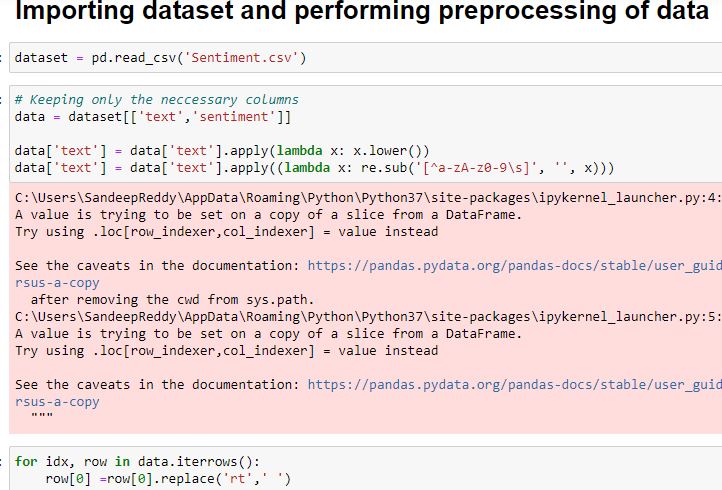 Importing dataset and performing preprocessing of data
dataset = pd.read_csv('Sentiment.csv')
# Keeping only the neccessary columns
data = dataset[['text','sentiment']]
data['text'] = data['text'].apply(lambda x: x.lower())
data['text'] = data['text'].apply((lambda x: re.sub('[^a-zA-z0-9\s]', '', x)))
C:\Users\SandeepReddy\AppData\Roaming\Python\Python37\site-packages\ipykernel_launcher.py:4:
A value is trying to be set on a copy of a slice from a DataFrame.
Try using .loc[row_indexer,col_indexer] = value instead
See the caveats in the documentation: https://pandas.pydata.org/pandas-docs/stable/user_guid
rsus-a-copy
after removing the cwd from sys.path.
C:\Users\SandeepReddy\AppData\Roaming\Python\Python37\site-packages\ipykernel_launcher.py:5:
A value is trying to be set on a copy of a slice from a DataFrame.
Try using .loc[row_indexer,col_indexer] = value instead
See the caveats in the documentation: https://pandas.pydata.org/pandas-docs/stable/user_guid
rsus-a-copy
"""
for idx, row in data.iterrows():
row[0] =row[0].replace('rt',' ')